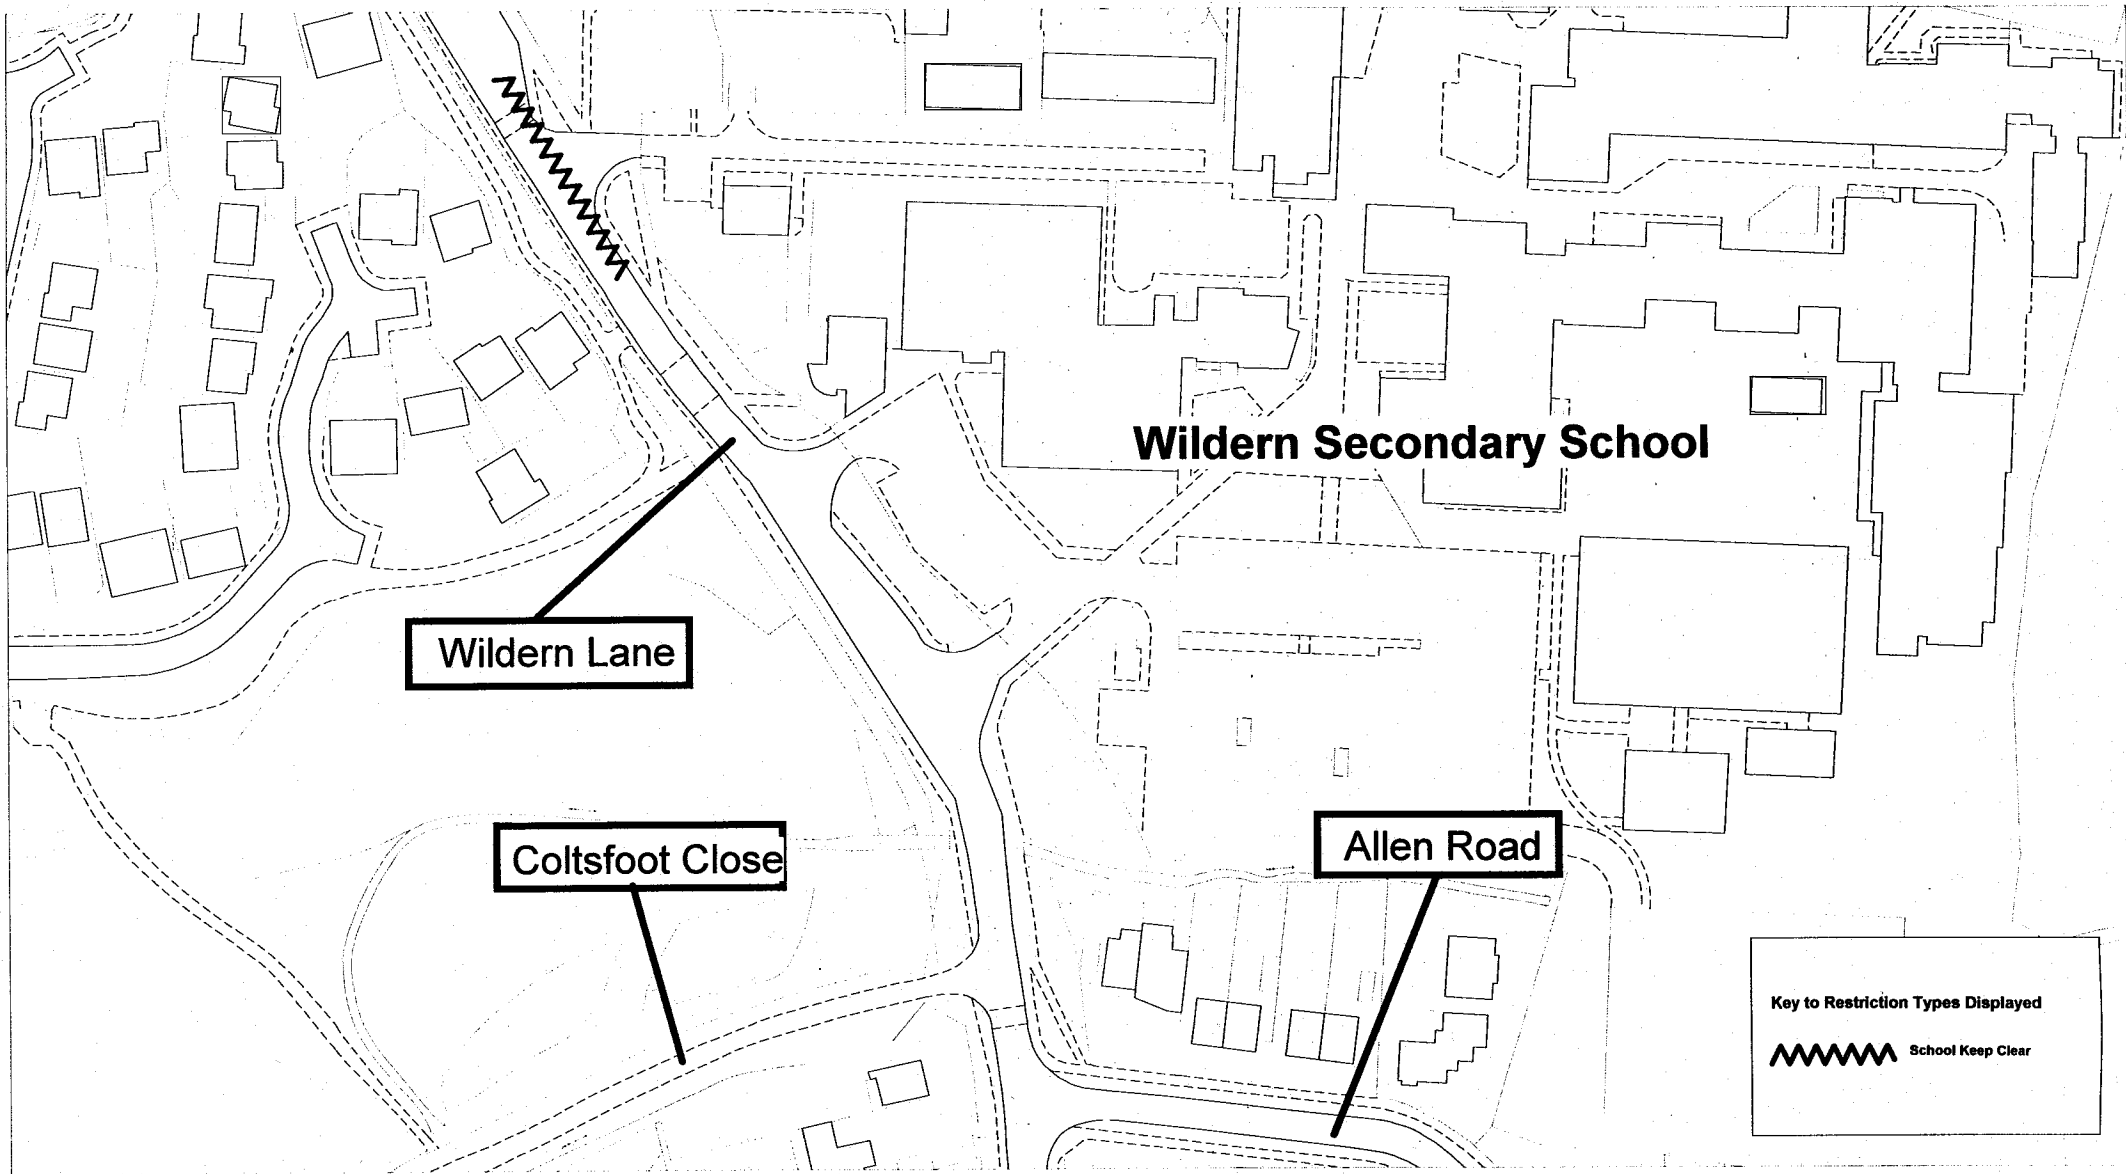 Wildern Secondary School
Wildern Lane
Coltsfoot Close
Allen Road
Key to Restriction Types Displayed
School Keep Clear